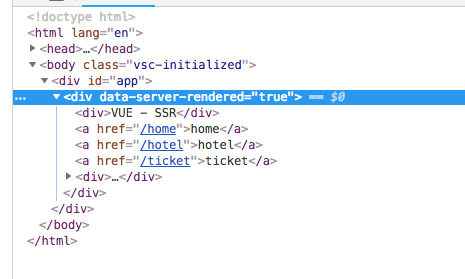 <!doctype html>
<html lang="en">
▶<head>…</head>
▼<body class="vsc-initialized">
▼<div id="app">
… ▼<div data-server-rendered="true"> == $0
<div>VUE - SSR</div>
<a href="/home">home</a>
<a href="/hotel">hotel</a>
<a href="/ticket">ticket</a>
▶<div>…</div>
</div>
</div>
</body>
</html>